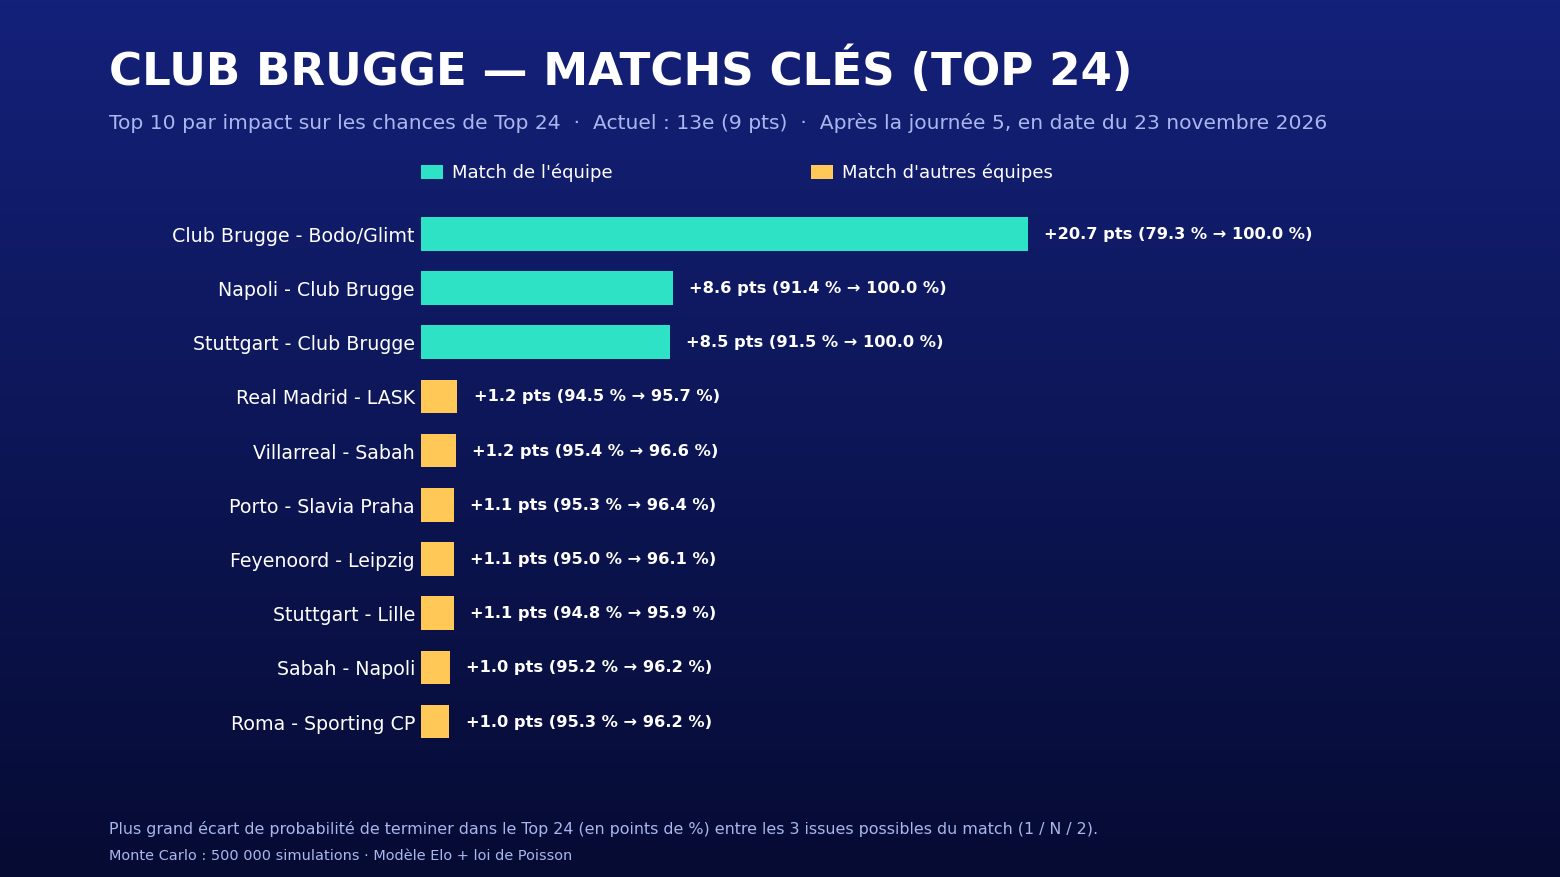 CLUB BRUGGE — MATCHS CLÉS (TOP 24)
Top 10 par impact sur les chances de Top 24 · Actuel : 13e (9 pts) · Après la journée 5, en date du 23 novembre 2026
Match de l'équipe
Match d'autres équipes
Club Brugge - Bodo/Glimt +20.7 pts (79.3 % → 100.0 %)
Napoli - Club Brugge +8.6 pts (91.4 % → 100.0 %)
Stuttgart - Club Brugge +8.5 pts (91.5 % → 100.0 %)
Real Madrid - LASK +1.2 pts (94.5 % → 95.7 %)
Villarreal - Sabah +1.2 pts (95.4 % → 96.6 %)
Porto - Slavia Praha +1.1 pts (95.3 % → 96.4 %)
Feyenoord - Leipzig +1.1 pts (95.0 % → 96.1 %)
Stuttgart - Lille +1.1 pts (94.8 % → 95.9 %)
Sabah - Napoli +1.0 pts (95.2 % → 96.2 %)
Roma - Sporting CP +1.0 pts (95.3 % → 96.2 %)
Plus grand écart de probabilité de terminer dans le Top 24 (en points de %) entre les 3 issues possibles du match (1 / N / 2).
Monte Carlo : 500 000 simulations · Modèle Elo + loi de Poisson